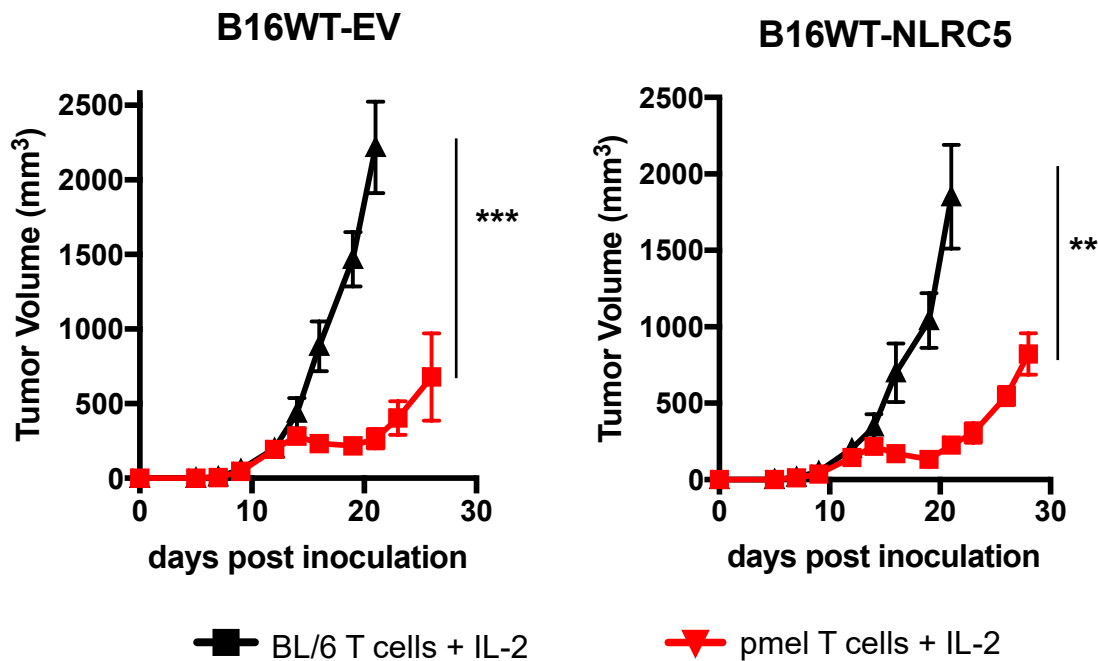 B16WT-EV
2500
2000
1500
1000
500
0
Tumor Volume (mm³)
0 10 20 30
days post inoculation
***
B16WT-NLRC5
2500
2000
1500
1000
500
0
Tumor Volume (mm³)
0 10 20 30
days post inoculation
**
BL/6 T cells + IL-2
pmel T cells + IL-2